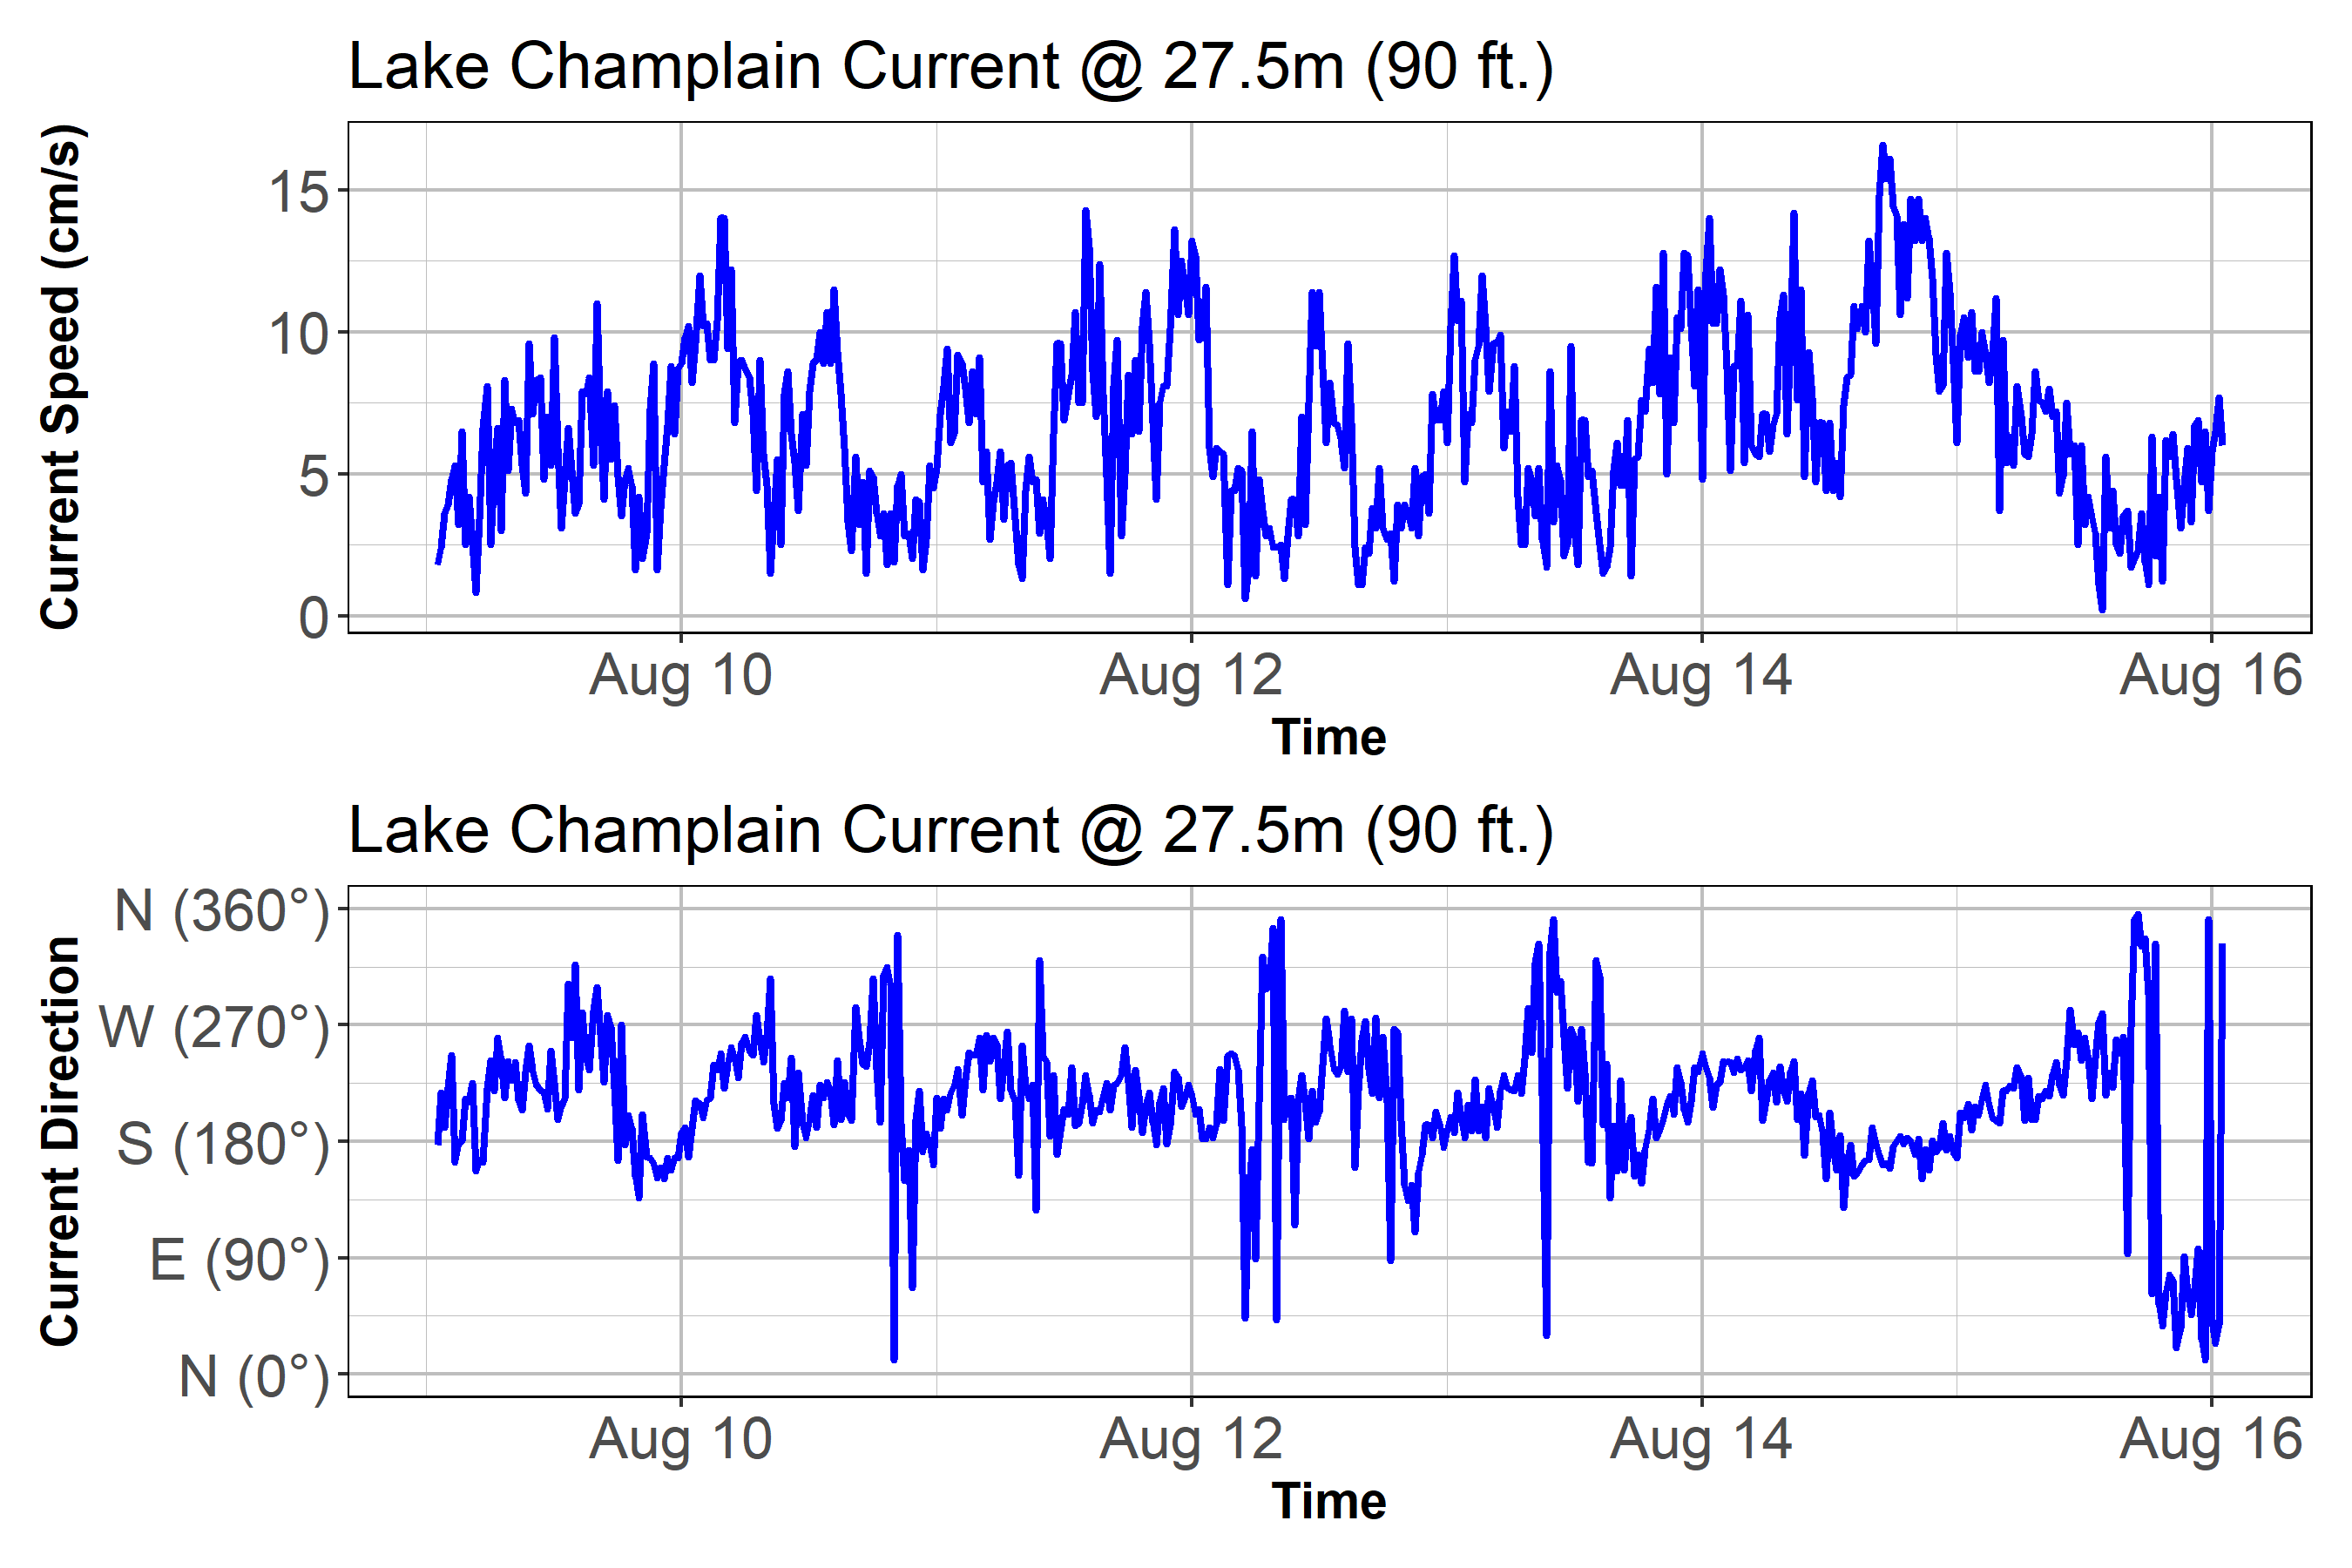 Lake Champlain Current @ 27.5m (90 ft.)
Current Speed (cm/s)
15
10
5
0
Aug 10 Aug 12 Aug 14 Aug 16
Time
Lake Champlain Current @ 27.5m (90 ft.)
Current Direction
N (360°)
W (270°)
S (180°)
E (90°)
N (0°)
Aug 10 Aug 12 Aug 14 Aug 16
Time